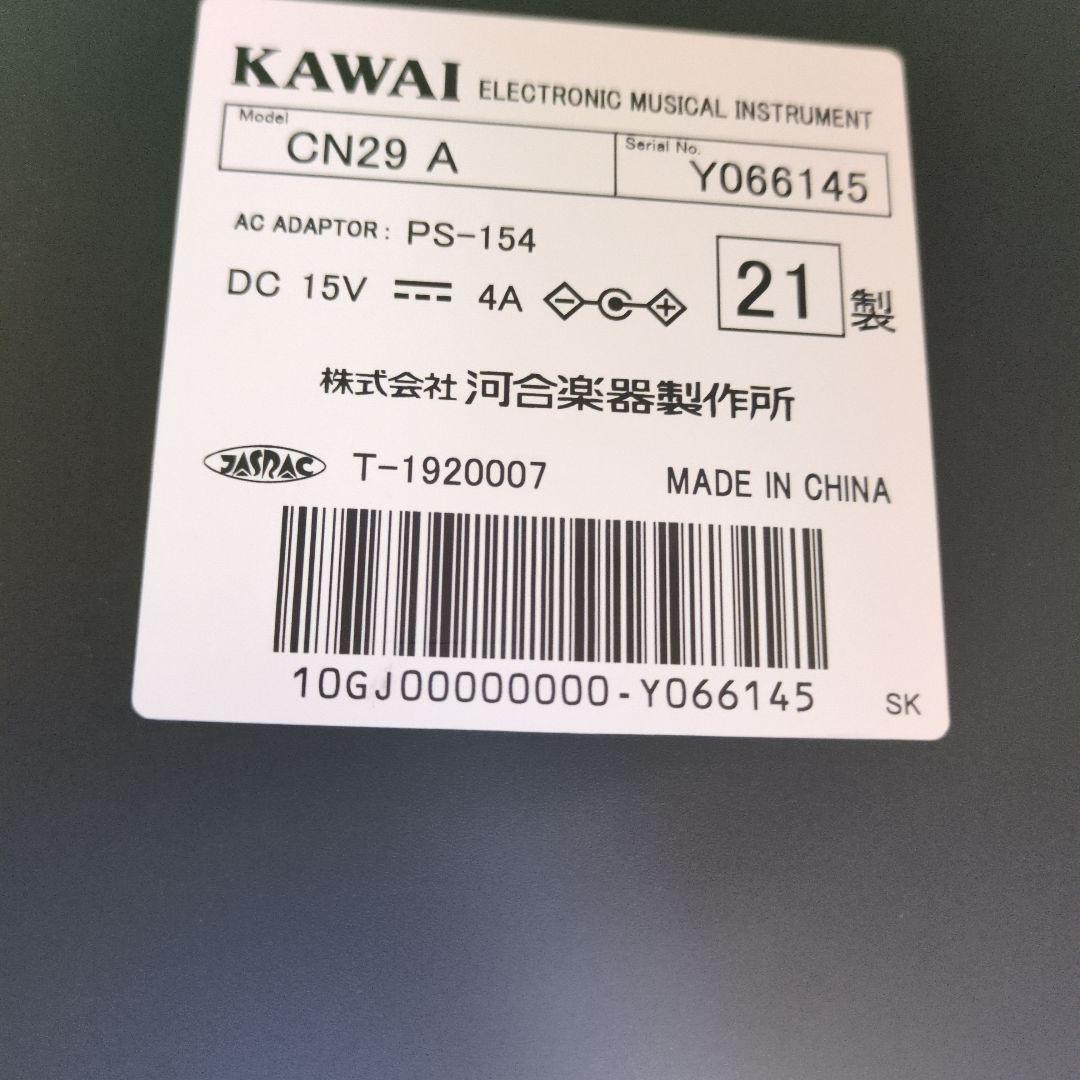 KAWAI ELECTRONIC MUSICAL INSTRUMENT
Model CN29 A Serial No. Y066145
AC ADAPTOR: PS-154
DC 15V 4A 21 製
株式会社 河合楽器製作所
JASRAC T-1920007 MADE IN CHINA
10GJ00000000-Y066145 SK